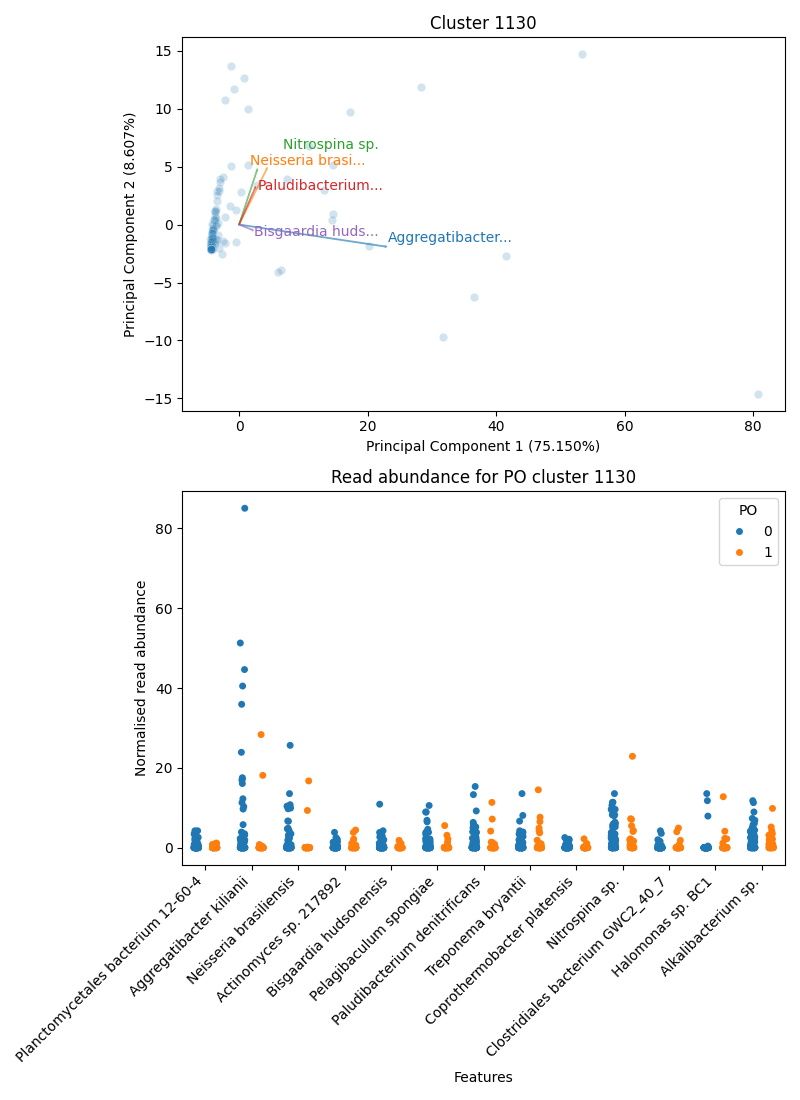 Cluster 1130
15
10
5
0
−5
−10
−15
Principal Component 2 (8.607%)
Nitrospina sp.
Neisseria brasi...
Paludibacterium...
Bisgaardia huds...
Aggregatibacter...
0
20
40
60
80
Principal Component 1 (75.150%)
Read abundance for PO cluster 1130
PO
0
1
80
60
40
20
0
Normalised read abundance
Planctomycetales bacterium 12-60-4
Aggregatibacter kilianii
Neisseria brasiliensis
Actinomyces sp. 217892
Bisgaardia hudsonensis
Pelagibaculum spongiae
Paludibacterium denitrificans
Treponema bryantii
Coprothermobacter platensis
Nitrospina sp.
Clostridiales bacterium GWC2_40_7
Halomonas sp. BC1
Alkalibacterium sp.
Features